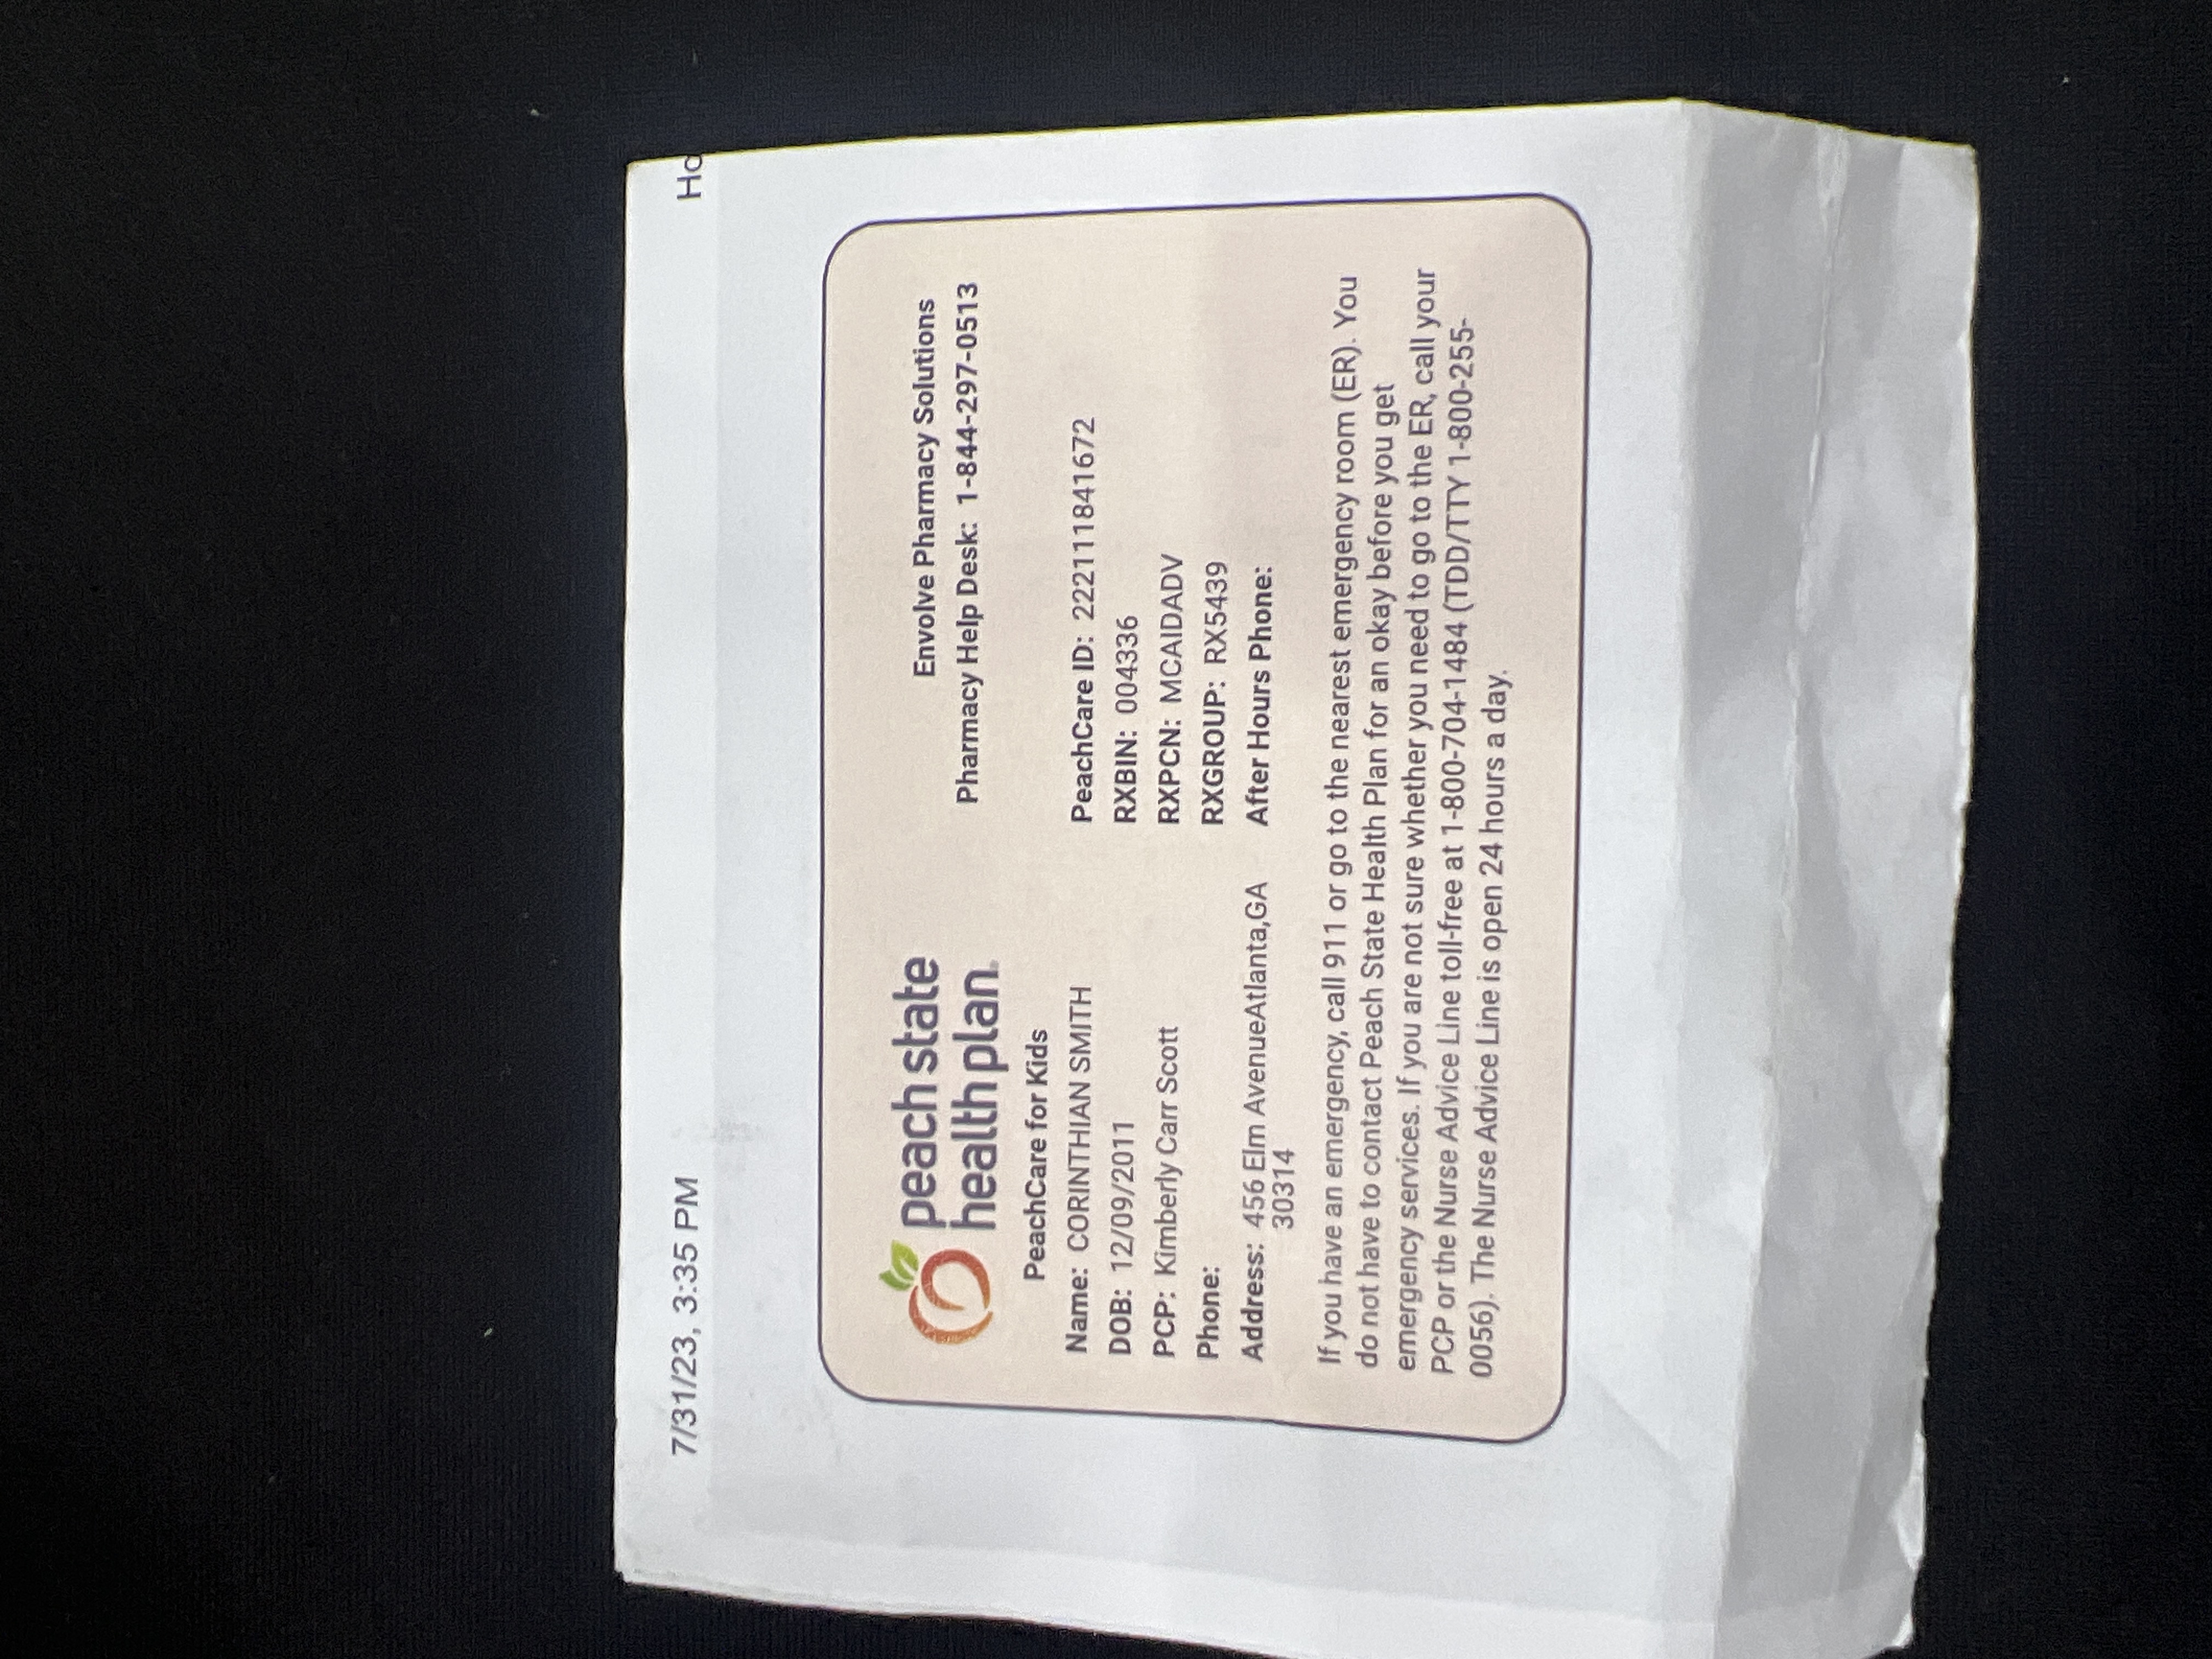 7/31/23, 3:35 PM
Ho
peach state
health plan.
Envolve Pharmacy Solutions
Pharmacy Help Desk: 1-844-297-0513
PeachCare for Kids
Name: CORINTHIAN SMITH
PeachCare ID: 222111841672
DOB: 12/09/2011
RXBIN: 004336
PCP: Kimberly Carr Scott
RXPCN: MCAIDADV
Phone:
RXGROUP: RX5439
Address: 456 Elm AvenueAtlanta,GA
30314
After Hours Phone:
If you have an emergency, call 911 or go to the nearest emergency room (ER). You
do not have to contact Peach State Health Plan for an okay before you get
emergency services. If you are not sure whether you need to go to the ER, call your
PCP or the Nurse Advice Line toll-free at 1-800-704-1484 (TDD/TTY 1-800-255-
0056). The Nurse Advice Line is open 24 hours a day.